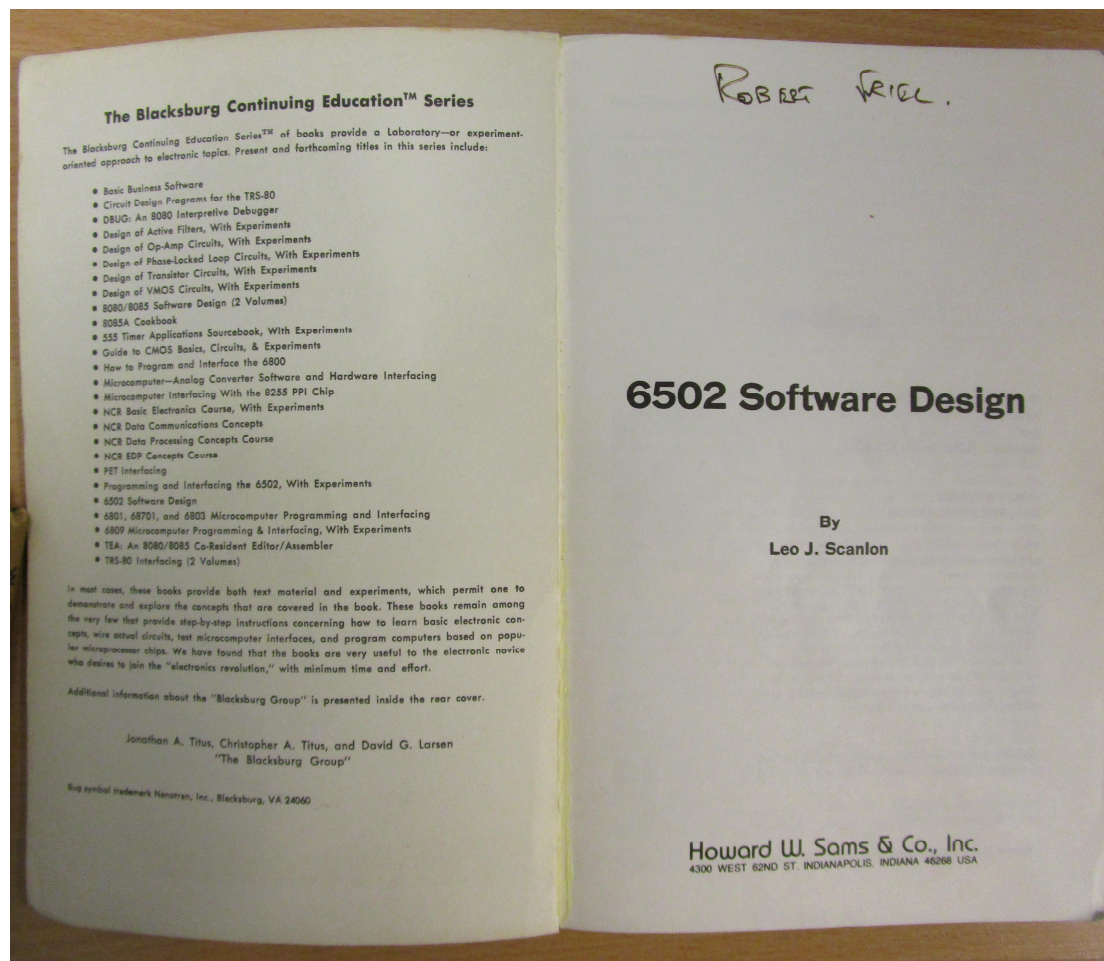 The Blacksburg Continuing Education™ Series
The Blacksburg Continuing Education Series™ of books provide a Laboratory—or experiment-
oriented approach to electronic topics. Present and forthcoming titles in this series include:
• Basic Business Software
• Circuit Design Programs for the TRS-80
• DBUG: An 8080 Interpretive Debugger
• Design of Active Filters, With Experiments
• Design of Op-Amp Circuits, With Experiments
• Design of Phase-Locked Loop Circuits, With Experiments
• Design of Transistor Circuits, With Experiments
• Design of VMOS Circuits, With Experiments
• 8080/8085 Software Design (2 Volumes)
• 8085A Cookbook
• 555 Timer Applications Sourcebook, With Experiments
• Guide to CMOS Basics, Circuits, & Experiments
• How to Program and Interface the 6800
• Microcomputer—Analog Converter Software and Hardware Interfacing
• Microcomputer Interfacing With the 8255 PPI Chip
• NCR Basic Electronics Course, With Experiments
• NCR Data Communications Concepts
• NCR Data Processing Concepts Course
• NCR EDP Concepts Course
• PET Interfacing
• Programming and Interfacing the 6502, With Experiments
• 6502 Software Design
• 6801, 68701, and 6803 Microcomputer Programming and Interfacing
• 6809 Microcomputer Programming & Interfacing, With Experiments
• TEA: An 8080/8085 Co-Resident Editor/Assembler
• TRS-80 Interfacing (2 Volumes)
In most cases, these books provide both text material and experiments, which permit one to
demonstrate and explore the concepts that are covered in the book. These books remain among
the very few that provide step-by-step instructions concerning how to learn basic electronic con-
cepts, wire actual circuits, test microcomputer interfaces, and program computers based on popu-
lar microprocessor chips. We have found that the books are very useful to the electronic novice
who desires to join the "electronics revolution," with minimum time and effort.
Additional information about the "Blacksburg Group" is presented inside the rear cover.
Jonathan A. Titus, Christopher A. Titus, and David G. Larsen
"The Blacksburg Group"
Bug symbol trademark Nanotran, Inc., Blacksburg, VA 24060
ROBERT FRIEL.
6502 Software Design
By
Leo J. Scanlon
Howard W. Sams & Co., Inc.
4300 WEST 62ND ST. INDIANAPOLIS, INDIANA 46268 USA